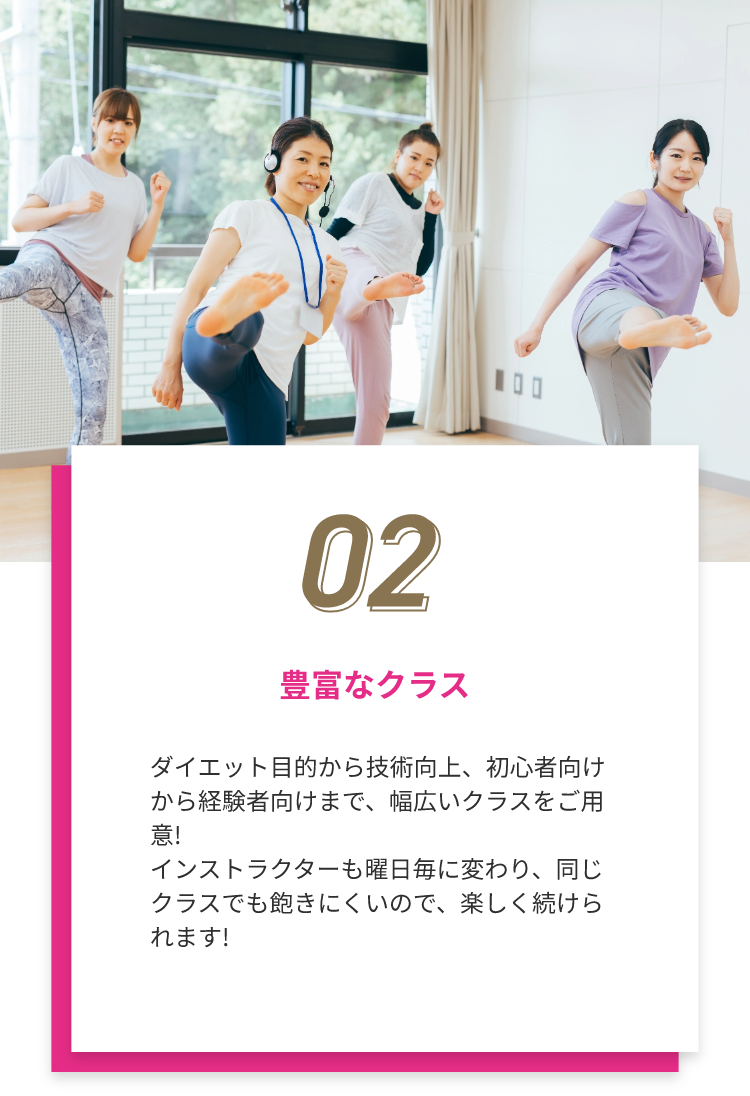 02
豊富なクラス
ダイエット目的から技術向上、初心者向け
から経験者向けまで、幅広いクラスをご用
意!
インストラクターも曜日毎に変わり、同じ
クラスでも飽きにくいので、楽しく続けら
れます!